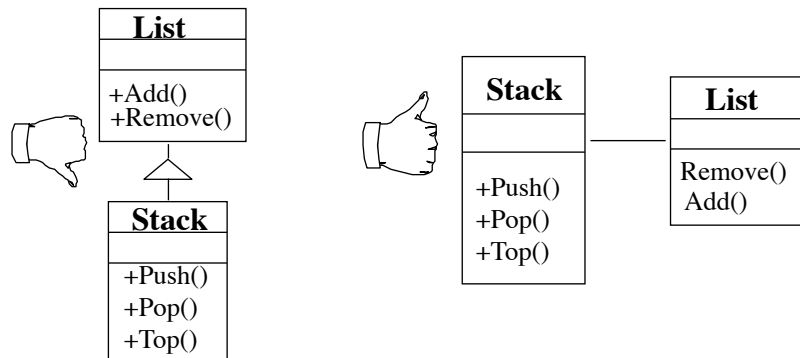 List
+Add()
+Remove()
Stack
+Push()
+Pop()
+Top()
Stack
+Push()
+Pop()
+Top()
List
Remove()
Add()